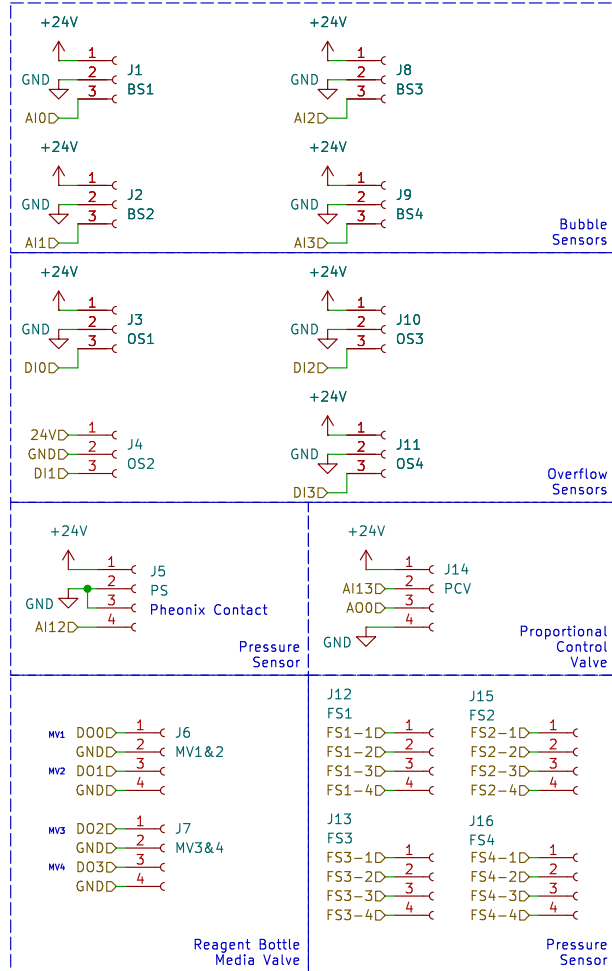 +24V
1
J1
GND
2
BS1
3
AI0
+24V
1
J8
GND
2
BS3
3
AI2
+24V
1
J2
GND
2
BS2
3
AI1
+24V
1
J9
GND
2
BS4
3
AI3
Bubble
Sensors
+24V
1
J3
GND
2
OS1
3
DI0
+24V
1
J10
GND
2
OS3
3
DI2
24V
1
J4
GND
2
OS2
DI1
3
+24V
1
J11
GND
2
OS4
3
DI3
Overflow
Sensors
+24V
1
J5
2
PS
GND
3
Pheonix Contact
AI12
4
Pressure
Sensor
+24V
1
J14
AI13
2
PCV
AO0
3
4
GND
Proportional
Control
Valve
MV1
DO0
1
J6
GND
2
MV1&2
MV2
DO1
3
GND
4
MV3
DO2
1
J7
GND
2
MV3&4
MV4
DO3
3
GND
4
Reagent Bottle
Media Valve
J12
FS1
FS1-1
1
FS1-2
2
FS1-3
3
FS1-4
4
J15
FS2
FS2-1
1
FS2-2
2
FS2-3
3
FS2-4
4
J13
FS3
FS3-1
1
FS3-2
2
FS3-3
3
FS3-4
4
J16
FS4
FS4-1
1
FS4-2
2
FS4-3
3
FS4-4
4
Pressure
Sensor